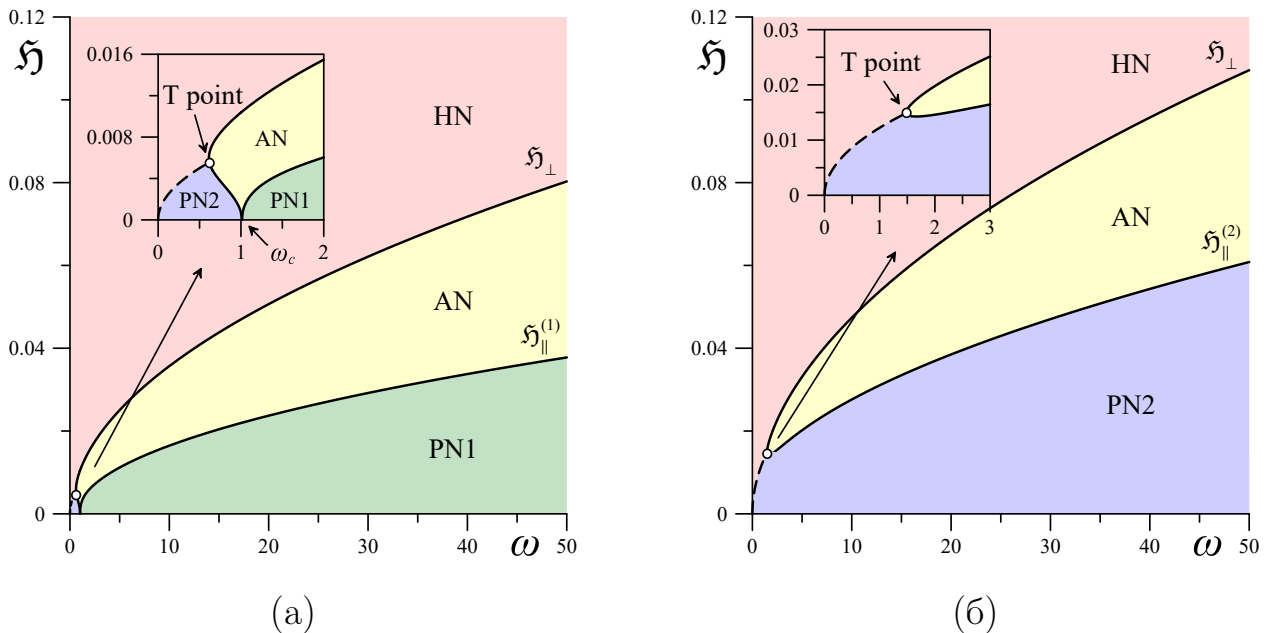 0.12
ℌ
0.08
0.04
0
0.016
0.008
0
T point
AN
PN2
PN1
0
1
2
ω_c
HN
ℌ_⊥
AN
ℌ_∥^(1)
PN1
0
10
20
30
40
ω
50
(а)
0.12
ℌ
0.08
0.04
0
0.03
0.02
0.01
0
T point
0
1
2
3
HN
ℌ_⊥
AN
ℌ_∥^(2)
PN2
0
10
20
30
40
ω
50
(б)